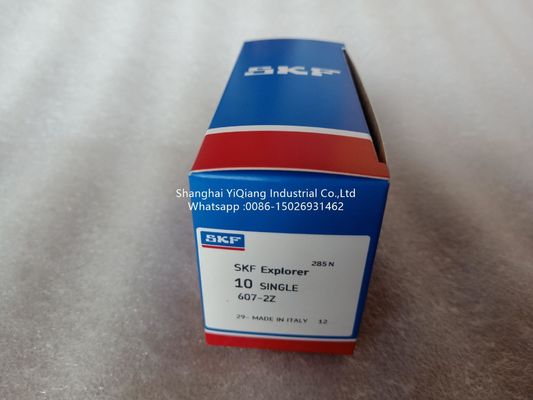 SKF
Shanghai YiQiang Industrial Co.,Ltd
Whatsapp :0086-15026931462
SKF
285 N
SKF Explorer
10 SINGLE
607-2Z
29- MADE IN ITALY 12